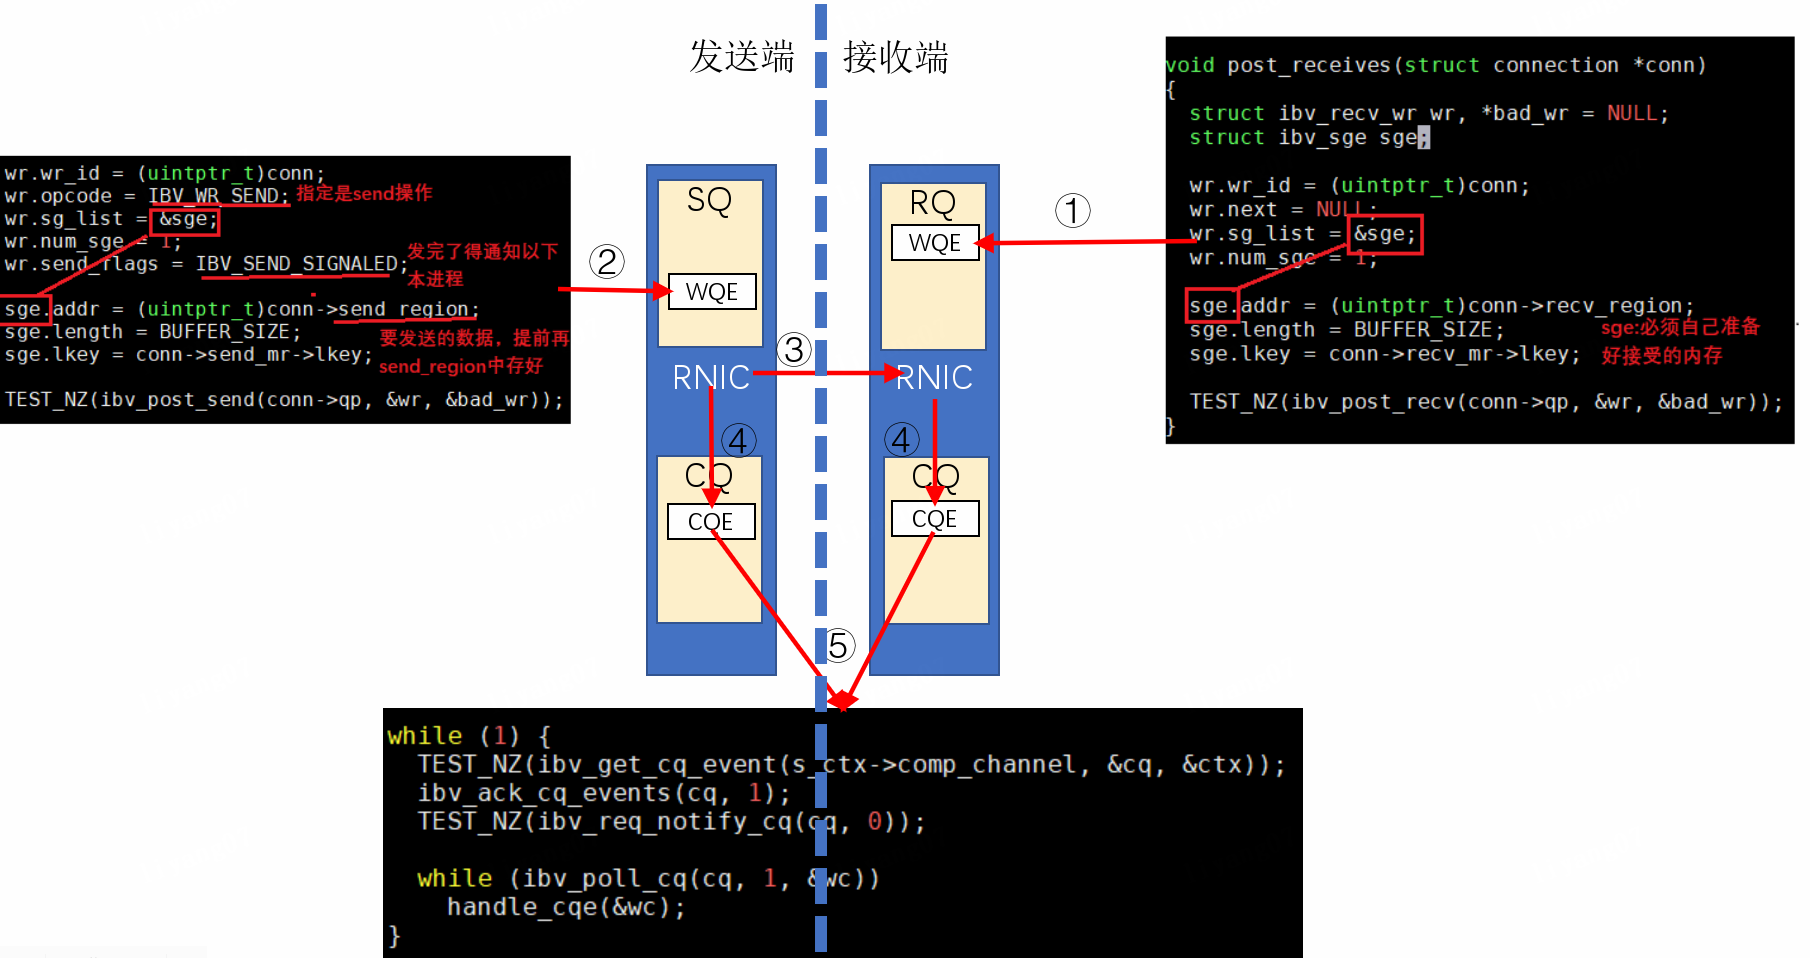 发送端
接收端
void post_receives(struct connection *conn)
{
struct ibv_recv_wr wr, *bad_wr = NULL;
struct ibv_sge sge;
wr.wr_id = (uintptr_t)conn;
wr.next = NULL;
wr.sg_list = &sge;
wr.num_sge = 1;
sge.addr = (uintptr_t)conn->recv_region;
sge.length = BUFFER_SIZE;
sge.lkey = conn->recv_mr->lkey;
sge:必须自己准备
好接受的内存
TEST_NZ(ibv_post_recv(conn->qp, &wr, &bad_wr));
}
wr.wr_id = (uintptr_t)conn;
wr.opcode = IBV_WR_SEND;
指定是send操作
wr.sg_list = &sge;
wr.num_sge = 1;
wr.send_flags = IBV_SEND_SIGNALED;
发完了得通知以下
本进程
sge.addr = (uintptr_t)conn->send_region;
sge.length = BUFFER_SIZE;
sge.lkey = conn->send_mr->lkey;
要发送的数据，提前再
send_region中存好
TEST_NZ(ibv_post_send(conn->qp, &wr, &bad_wr));
①
②
③
④
④
⑤
SQ
WQE
RNIC
CQ
CQE
RQ
WQE
RNIC
CQ
CQE
while (1) {
TEST_NZ(ibv_get_cq_event(s_ctx->comp_channel, &cq, &ctx));
ibv_ack_cq_events(cq, 1);
TEST_NZ(ibv_req_notify_cq(cq, 0));
while (ibv_poll_cq(cq, 1, &wc))
handle_cqe(&wc);
}